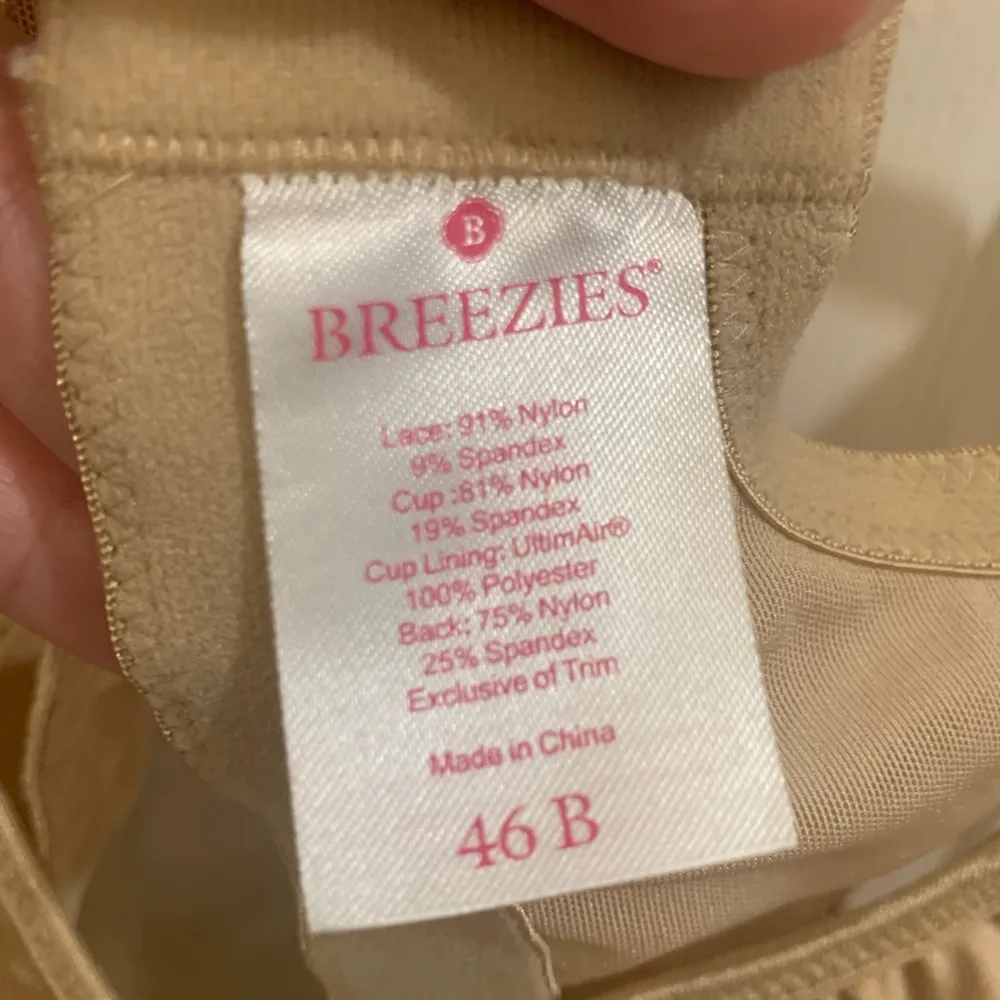 B
BREEZIES®
Lace: 91% Nylon
9% Spandex
Cup :81% Nylon
19% Spandex
Cup Lining: UltimAir®
100% Polyester
Back: 75% Nylon
25% Spandex
Exclusive of Trim
Made in China
46 B